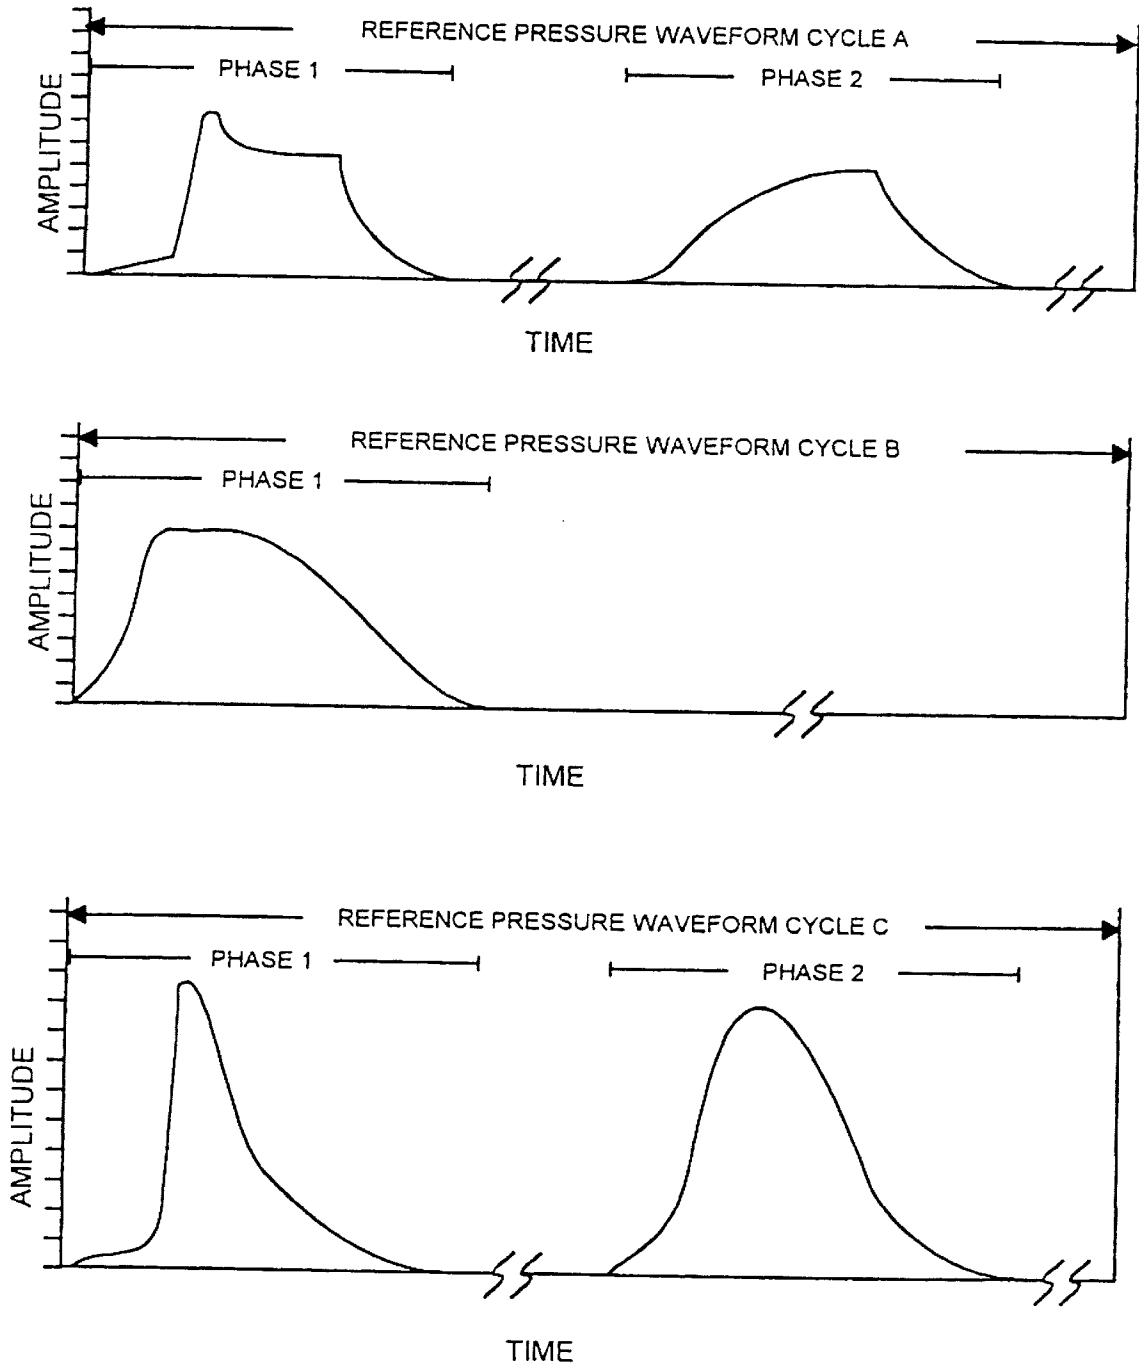 REFERENCE PRESSURE WAVEFORM CYCLE A
PHASE 1
PHASE 2
AMPLITUDE
TIME
REFERENCE PRESSURE WAVEFORM CYCLE B
PHASE 1
AMPLITUDE
TIME
REFERENCE PRESSURE WAVEFORM CYCLE C
PHASE 1
PHASE 2
AMPLITUDE
TIME